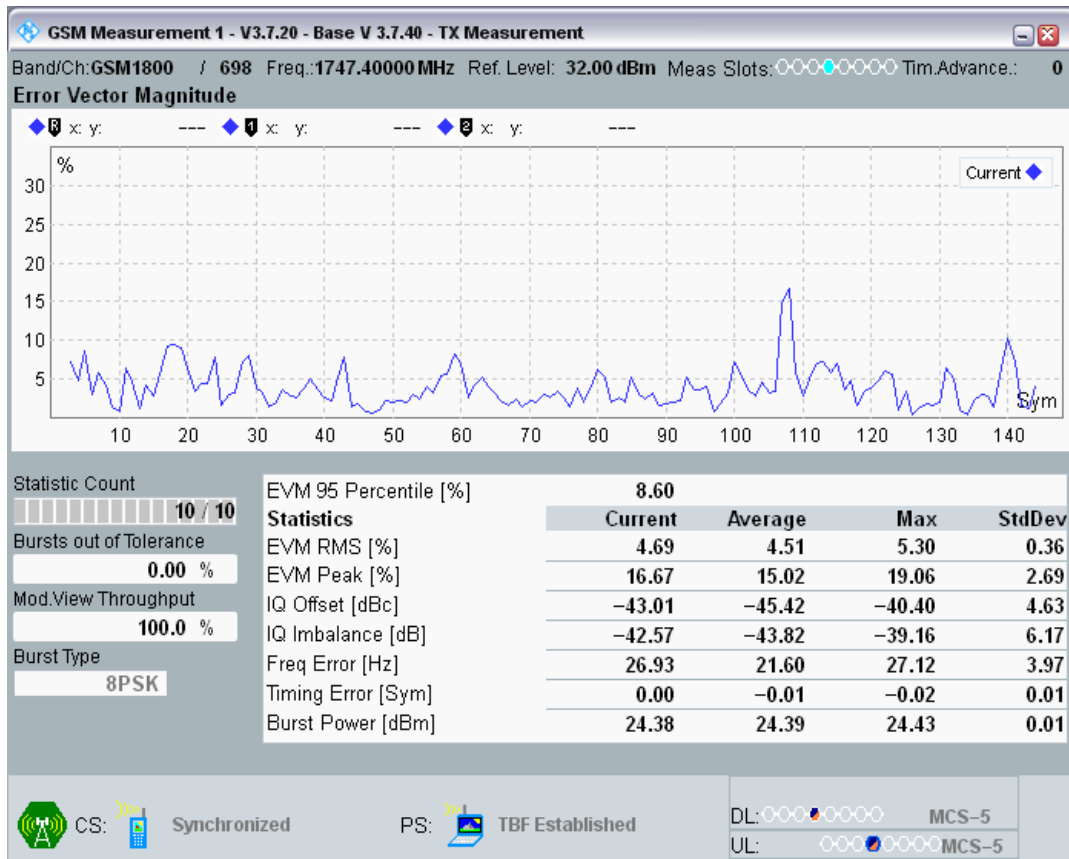 GSM Measurement 1 - V3.7.20 - Base V 3.7.40 - TX Measurement
Band/Ch:GSM1800 / 698 Freq.:1747.40000MHz Ref. Level: 32.00 dBm Meas Slots: Tim.Advance.: 0
Error Vector Magnitude
R x: y: --- 1 x: y: --- 2 x: y: ---
%
Current
30
25
20
15
10
5
Sym
10 20 30 40 50 60 70 80 90 100 110 120 130 140
Statistic Count
10 / 10
Bursts out of Tolerance
0.00 %
Mod.View Throughput
100.0 %
Burst Type
8PSK
EVM 95 Percentile [%] 8.60
Statistics Current Average Max StdDev
EVM RMS [%] 4.69 4.51 5.30 0.36
EVM Peak [%] 16.67 15.02 19.06 2.69
IQ Offset [dBc] −43.01 −45.42 −40.40 4.63
IQ Imbalance [dB] −42.57 −43.82 −39.16 6.17
Freq Error [Hz] 26.93 21.60 27.12 3.97
Timing Error [Sym] 0.00 −0.01 −0.02 0.01
Burst Power [dBm] 24.38 24.39 24.43 0.01
CS: Synchronized PS: TBF Established
DL: MCS−5
UL: MCS−5